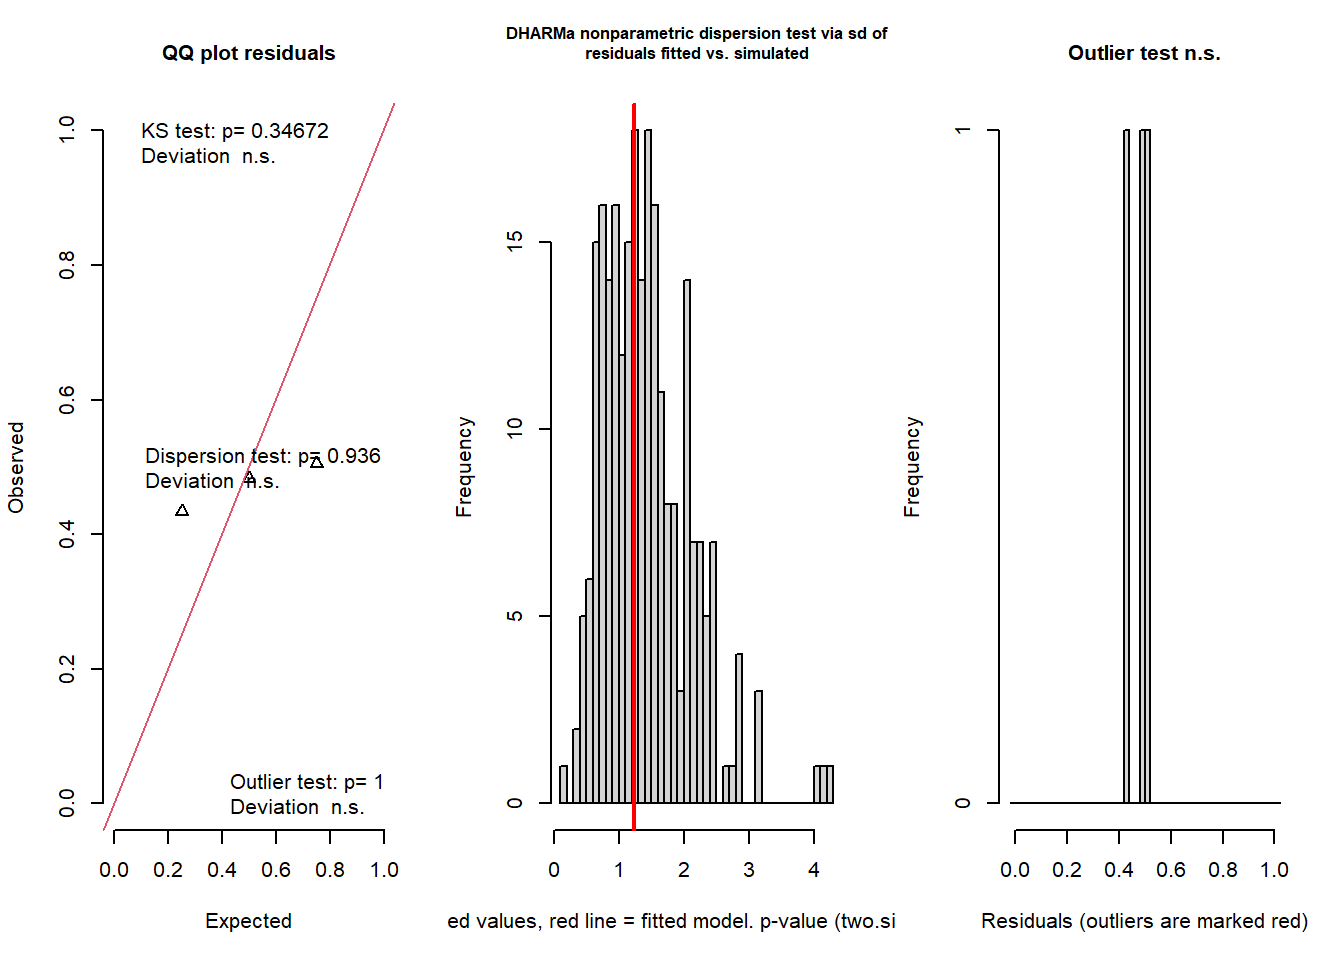 QQ plot residuals
KS test: p= 0.34672
Deviation  n.s.
Dispersion test: p= 0.936
Deviation  n.s.
Outlier test: p= 1
Deviation  n.s.
Observed
0.0 0.2 0.4 0.6 0.8 1.0
0.0 0.2 0.4 0.6 0.8 1.0
Expected
DHARMa nonparametric dispersion test via sd of
residuals fitted vs. simulated
Frequency
0 5 10 15
0 1 2 3 4
ed values, red line = fitted model. p-value (two.si
Outlier test n.s.
Frequency
0 1
0.0 0.2 0.4 0.6 0.8 1.0
Residuals (outliers are marked red)